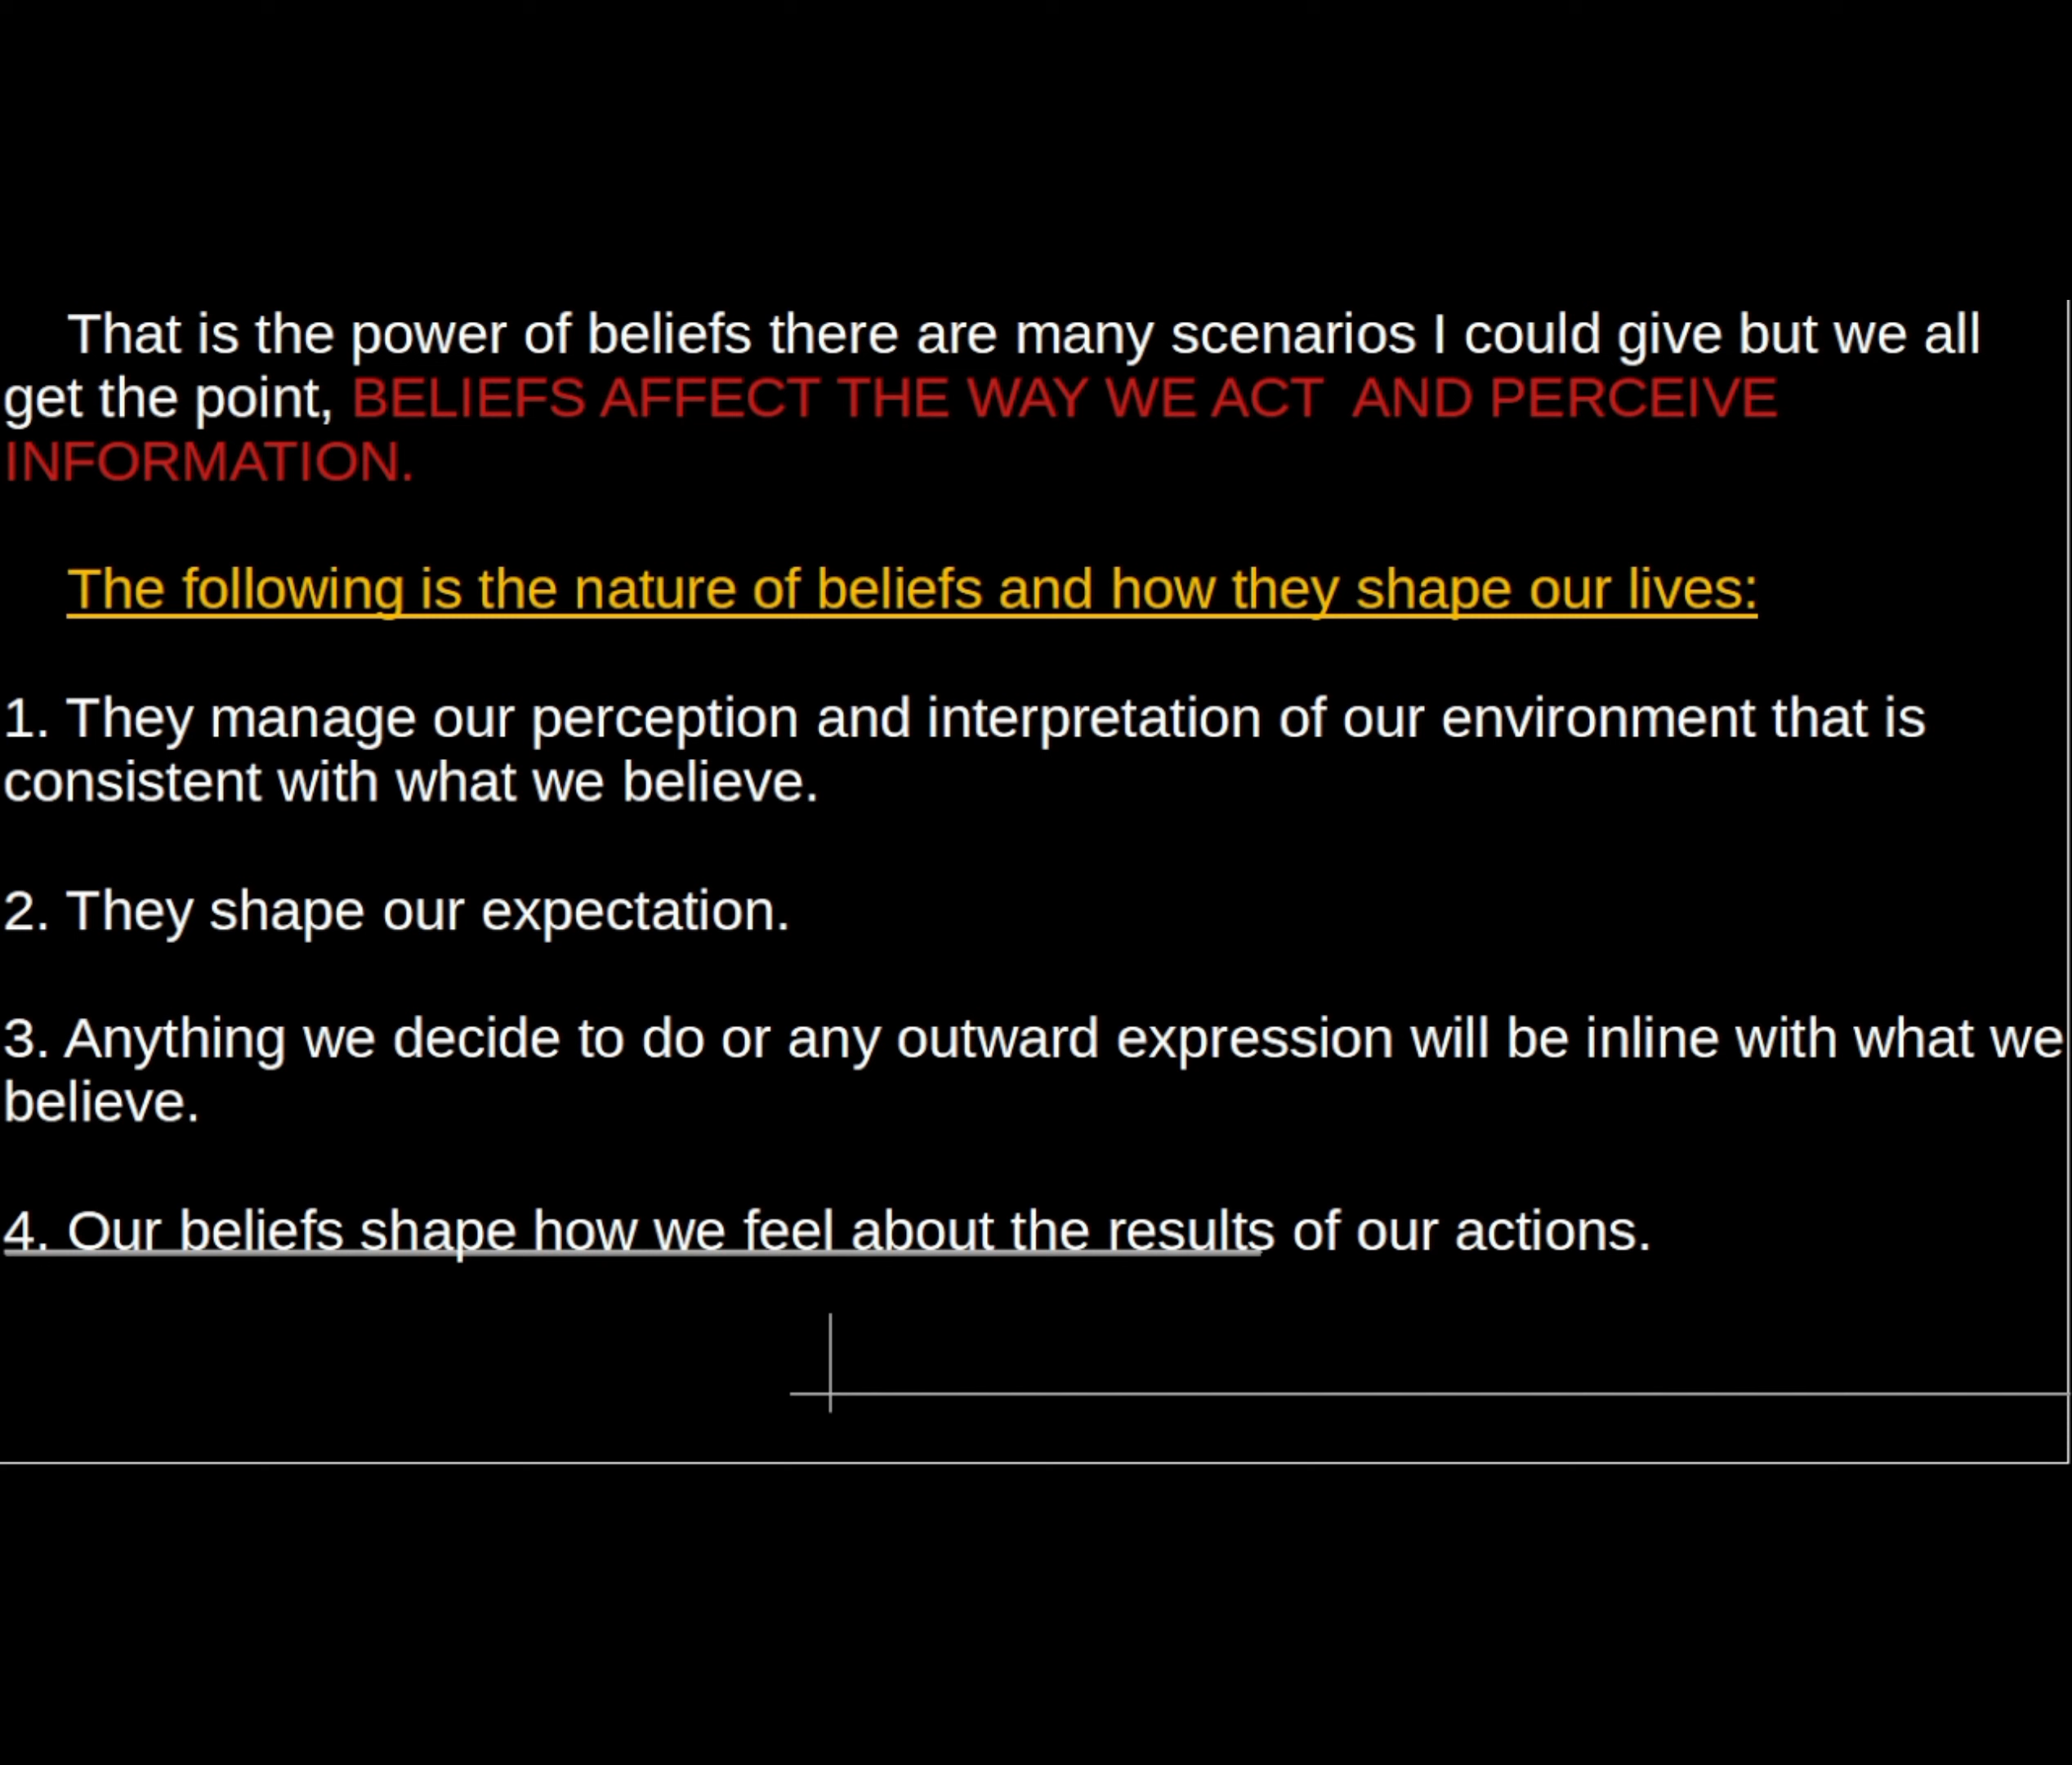 That is the power of beliefs there are many scenarios I could give but we all
get the point, BELIEFS AFFECT THE WAY WE ACT  AND PERCEIVE
INFORMATION.
The following is the nature of beliefs and how they shape our lives:
1. They manage our perception and interpretation of our environment that is
consistent with what we believe.
2. They shape our expectation.
3. Anything we decide to do or any outward expression will be inline with what we
believe.
4. Our beliefs shape how we feel about the results of our actions.